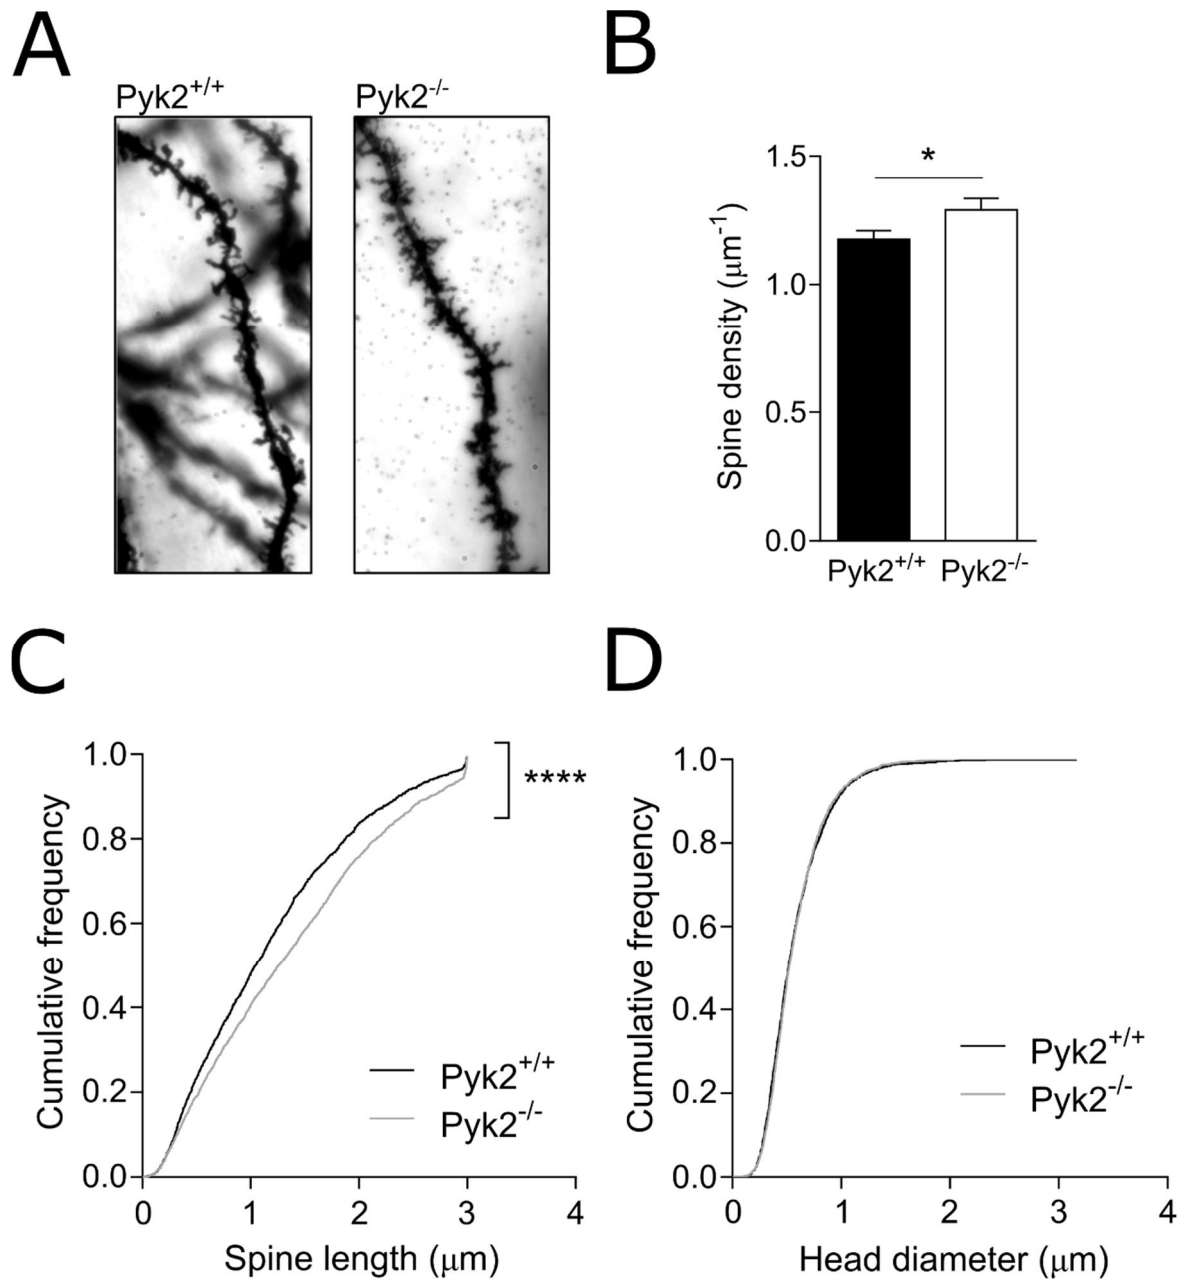 A
B
Pyk2+/+
Pyk2-/-
1.5
*
1.0
0.5
0.0
Spine density (μm-1)
Pyk2+/+ Pyk2-/-
C
D
1.0
0.8
0.6
0.4
0.2
0.0
Cumulative frequency
****
Pyk2+/+
Pyk2-/-
0 1 2 3 4
Spine length (μm)
1.0
0.8
0.6
0.4
0.2
0.0
Cumulative frequency
Pyk2+/+
Pyk2-/-
0 1 2 3 4
Head diameter (μm)